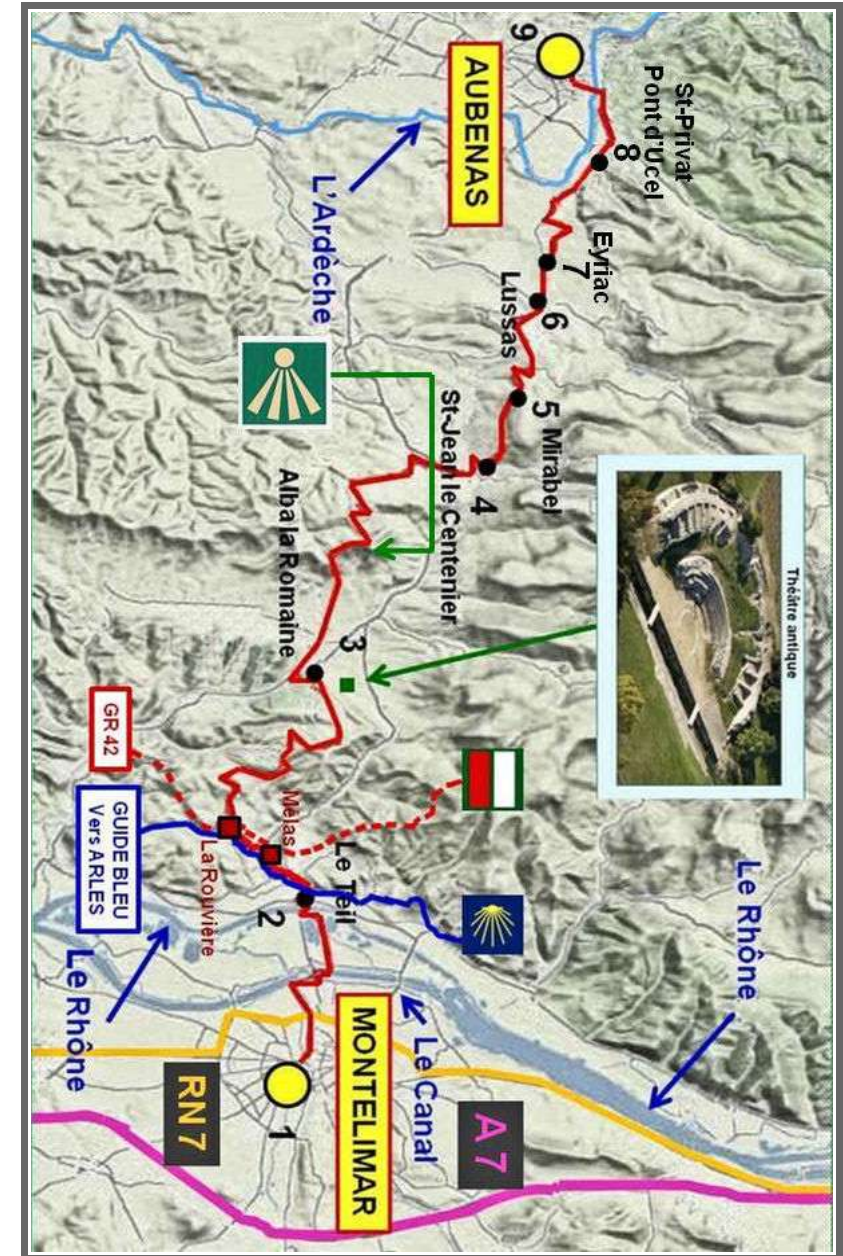 9
AUBENAS
St-Privat
Pont d'Ucel
8
L'Ardèche
Eyriac
7
Lussas
6
5
Mirabel
4
St-Jean le Centenier
Alba la Romaine
3
Théâtre antique
GR 42
GUIDE BLEU
Vers ARLES
Mélas
La Rouvière
Le Teil
2
Le Rhône
Le Rhône
Le Canal
MONTELIMAR
1
RN 7
A 7